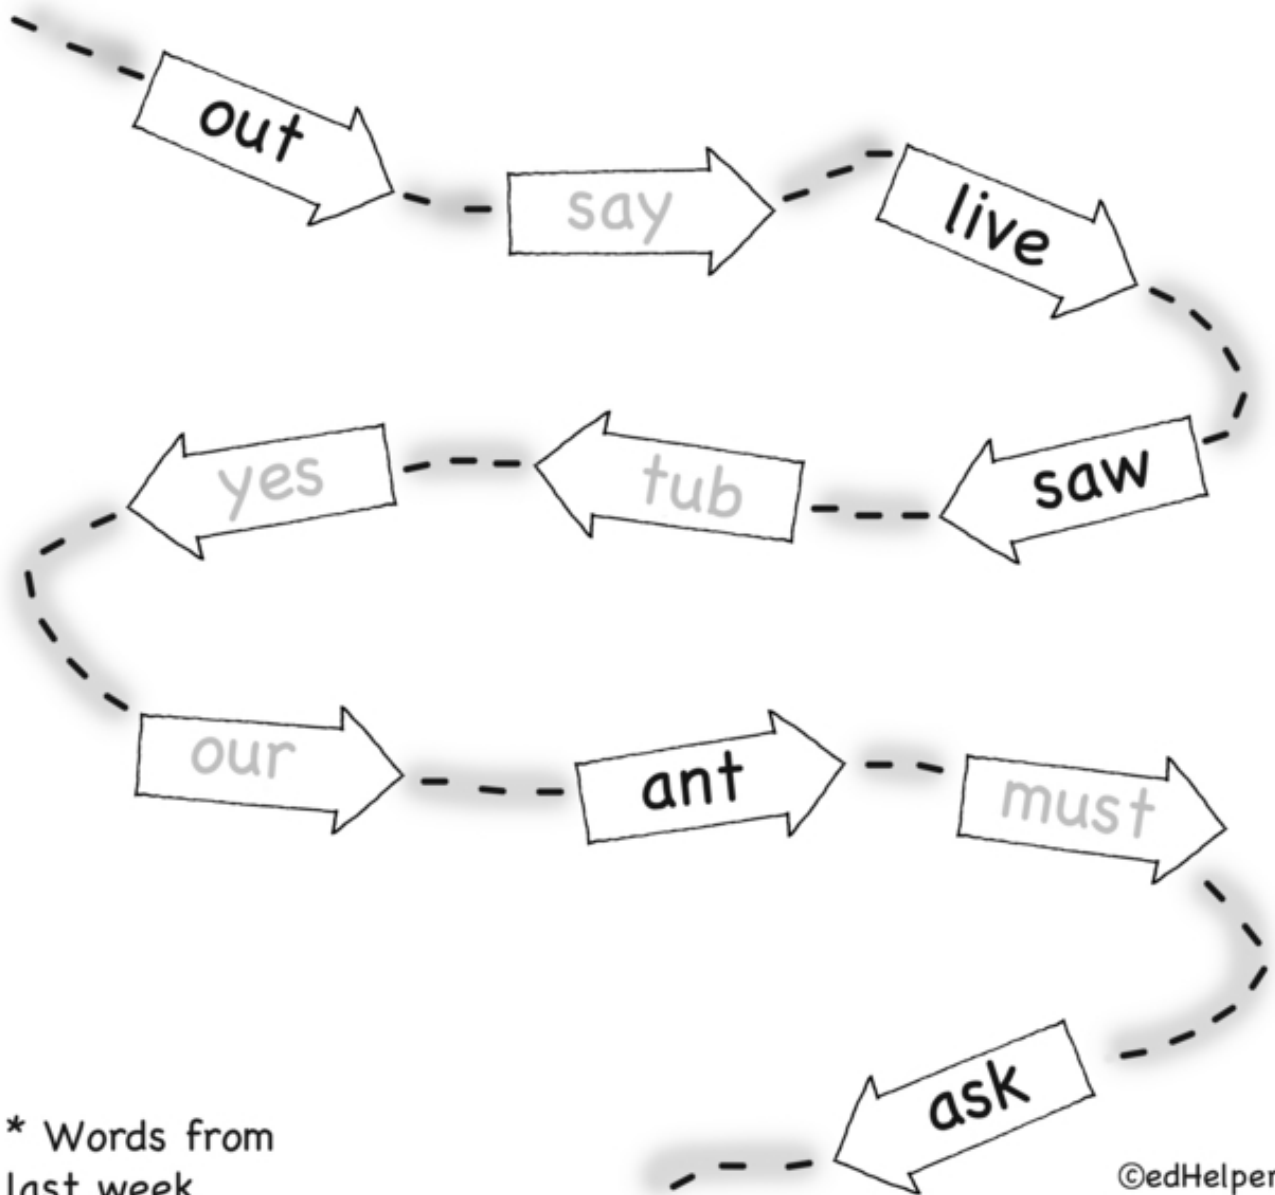 out
say
live
saw
tub
yes
our
ant
must
ask
* Words from
last week
©edHelper